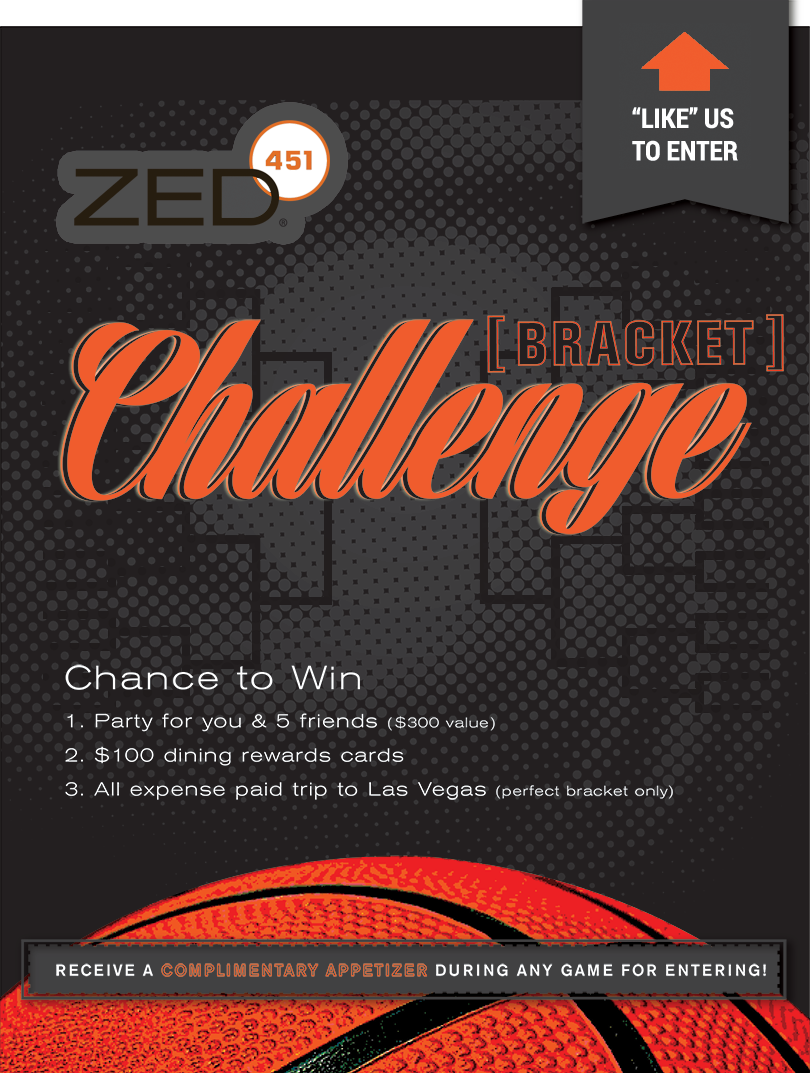 “LIKE” US
TO ENTER
451
ZED®
[BRACKET]
Challenge
Chance to Win
1. Party for you & 5 friends ($300 value)
2. $100 dining rewards cards
3. All expense paid trip to Las Vegas (perfect bracket only)
RECEIVE A COMPLIMENTARY APPETIZER DURING ANY GAME FOR ENTERING!